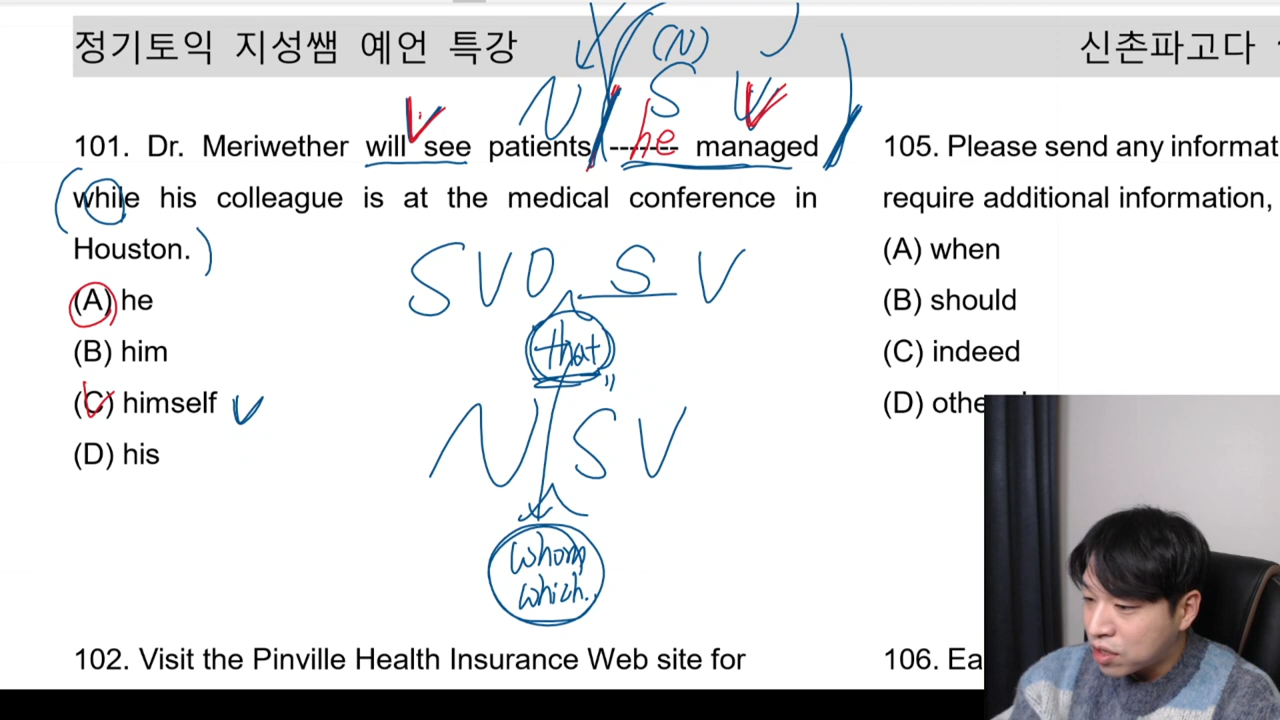 정기토익 지성쌤 예언 특강
신촌파고다
(N)
N S V
101. Dr. Meriwether will see patients ------- he managed
while his colleague is at the medical conference in
Houston.
(A) he
(B) him
(C) himself
(D) his
S V O S V
that
N S V
whom
which..
102. Visit the Pinville Health Insurance Web site for
105. Please send any informat
require additional information,
(A) when
(B) should
(C) indeed
(D) othe
106. Ea